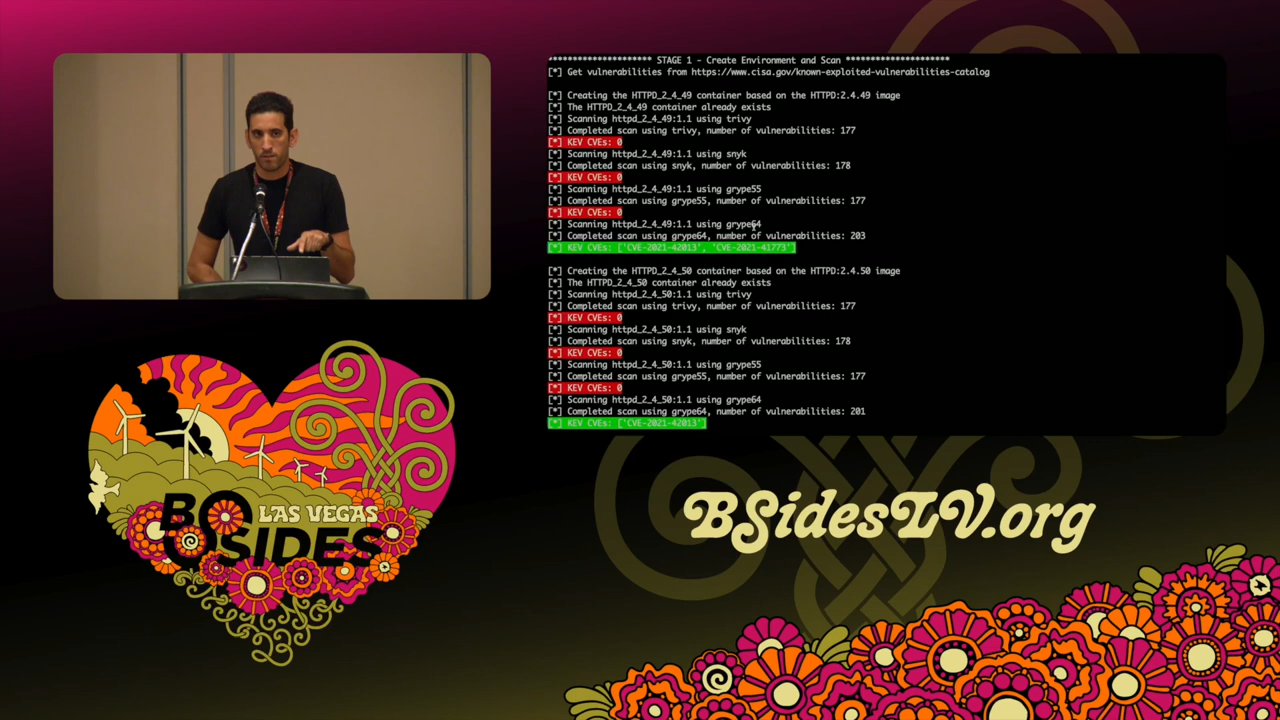 ******************** STAGE 1 - Create Environment and Scan ********************
[*] Get vulnerabilities from https://www.cisa.gov/known-exploited-vulnerabilities-catalog
[*] Creating the HTTPD_2_4_49 container based on the HTTPD:2.4.49 image
[*] The HTTPD_2_4_49 container already exists
[*] Scanning httpd_2_4_49:1.1 using trivy
[*] Completed scan using trivy, number of vulnerabilities: 177
[*] KEV CVEs: 0
[*] Scanning httpd_2_4_49:1.1 using snyk
[*] Completed scan using snyk, number of vulnerabilities: 178
[*] KEV CVEs: 0
[*] Scanning httpd_2_4_49:1.1 using grype55
[*] Completed scan using grype55, number of vulnerabilities: 177
[*] KEV CVEs: 0
[*] Scanning httpd_2_4_49:1.1 using grype64
[*] Completed scan using grype64, number of vulnerabilities: 203
[*] KEV CVEs: ['CVE-2021-42013', 'CVE-2021-41773']
[*] Creating the HTTPD_2_4_50 container based on the HTTPD:2.4.50 image
[*] The HTTPD_2_4_50 container already exists
[*] Scanning httpd_2_4_50:1.1 using trivy
[*] Completed scan using trivy, number of vulnerabilities: 177
[*] KEV CVEs: 0
[*] Scanning httpd_2_4_50:1.1 using snyk
[*] Completed scan using snyk, number of vulnerabilities: 178
[*] KEV CVEs: 0
[*] Scanning httpd_2_4_50:1.1 using grype55
[*] Completed scan using grype55, number of vulnerabilities: 177
[*] KEV CVEs: 0
[*] Scanning httpd_2_4_50:1.1 using grype64
[*] Completed scan using grype64, number of vulnerabilities: 201
[*] KEV CVEs: ['CVE-2021-42013']
BSidesLV.org
LAS VEGAS
BSIDES
23